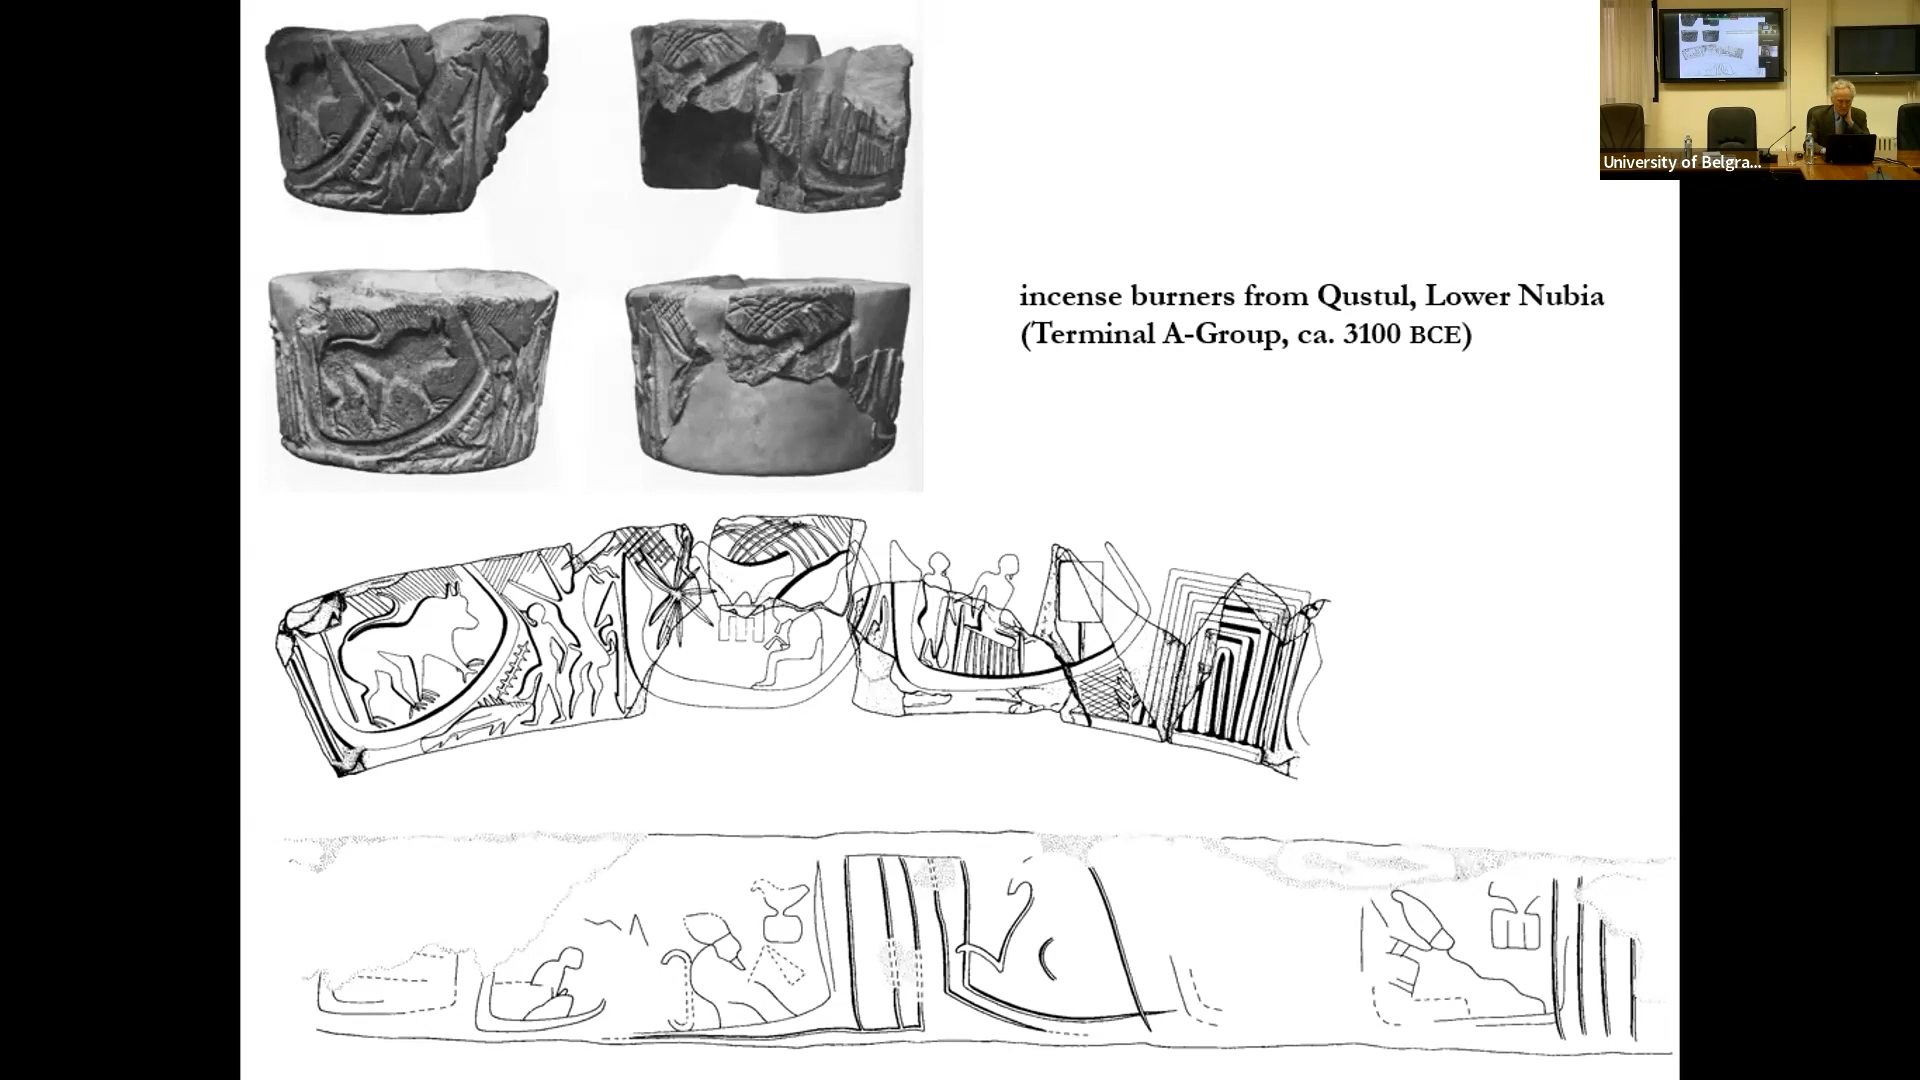 incense burners from Qustul, Lower Nubia
(Terminal A-Group, ca. 3100 BCE)
University of Belgra...